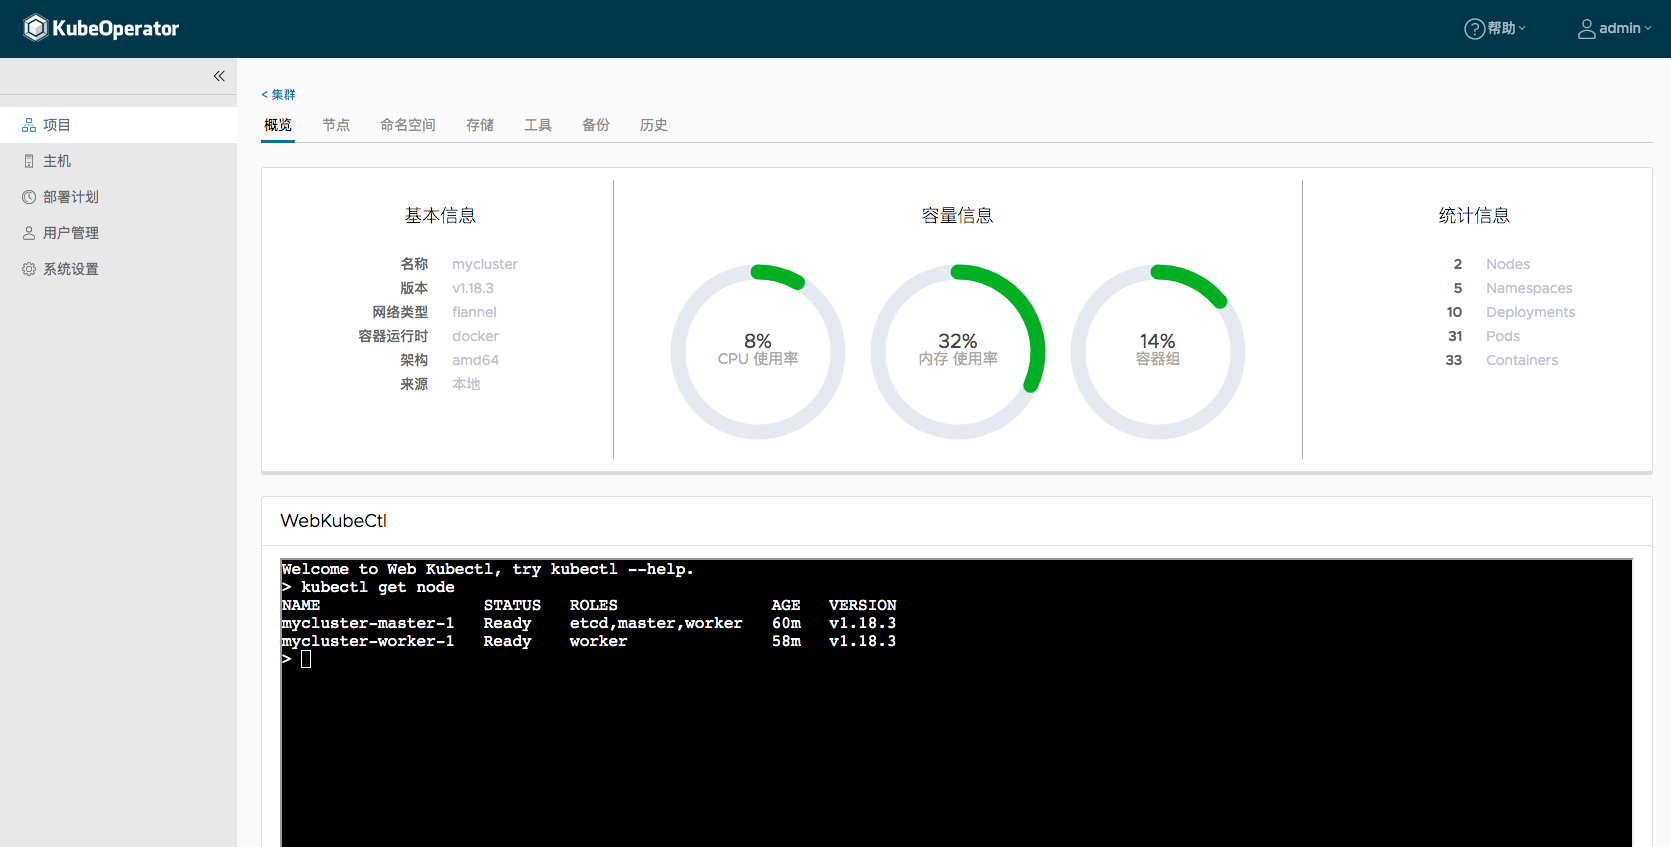 KubeOperator
帮助
admin
项目
主机
部署计划
用户管理
系统设置
< 集群
概览 节点 命名空间 存储 工具 备份 历史
基本信息
名称 mycluster
版本 v1.18.3
网络类型 flannel
容器运行时 docker
架构 amd64
来源 本地
容量信息
8%
CPU 使用率
32%
内存 使用率
14%
容器组
统计信息
2 Nodes
5 Namespaces
10 Deployments
31 Pods
33 Containers
WebKubeCtl
Welcome to Web Kubectl, try kubectl --help.
> kubectl get node
NAME STATUS ROLES AGE VERSION
mycluster-master-1 Ready etcd,master,worker 60m v1.18.3
mycluster-worker-1 Ready worker 58m v1.18.3
>